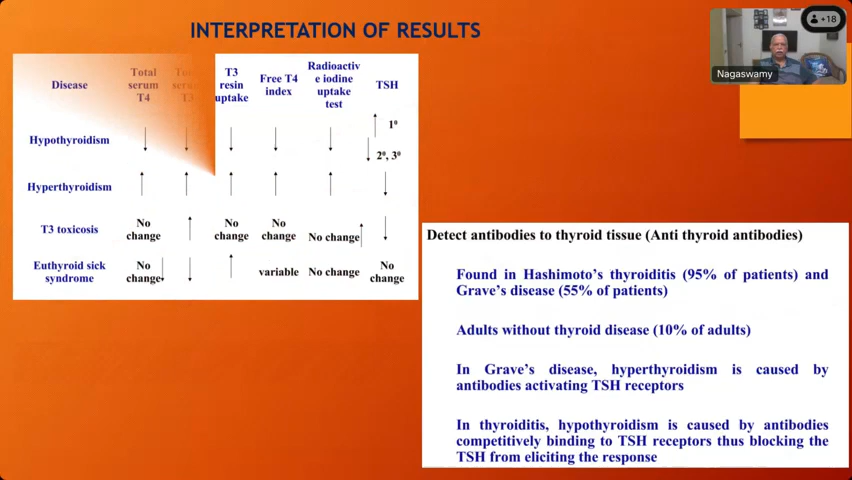 INTERPRETATION OF RESULTS
+18
Nagaswamy
Disease
Total serum T4
T3 resin uptake
Free T4 index
Radioactiv e iodine uptake test
TSH
Hypothyroidism ↓ ↓ ↓ ↓ ↓ ↑ 1⁰
↓ 2⁰, 3⁰
Hyperthyroidism ↑ ↑ ↑ ↑ ↑ ↓
T3 toxicosis No change ↑ No change No change No change ↑ ↓
Euthyroid sick syndrome No change ↓ ↓ ↑ variable No change No change
Detect antibodies to thyroid tissue (Anti thyroid antibodies)
Found in Hashimoto’s thyroiditis (95% of patients) and
Grave’s disease (55% of patients)
Adults without thyroid disease (10% of adults)
In Grave’s disease, hyperthyroidism is caused by
antibodies activating TSH receptors
In thyroiditis, hypothyroidism is caused by antibodies
competitively binding to TSH receptors thus blocking the
TSH from eliciting the response